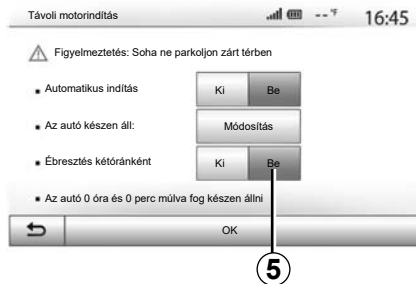 Távoli motorindítás
--°F 16:45
Figyelmeztetés: Soha ne parkoljon zárt térben
Automatikus indítás Ki Be
Az autó készen áll: Módosítás
Ébresztés kétóránként Ki Be
Az autó 0 óra és 0 perc múlva fog készen állni
OK
5